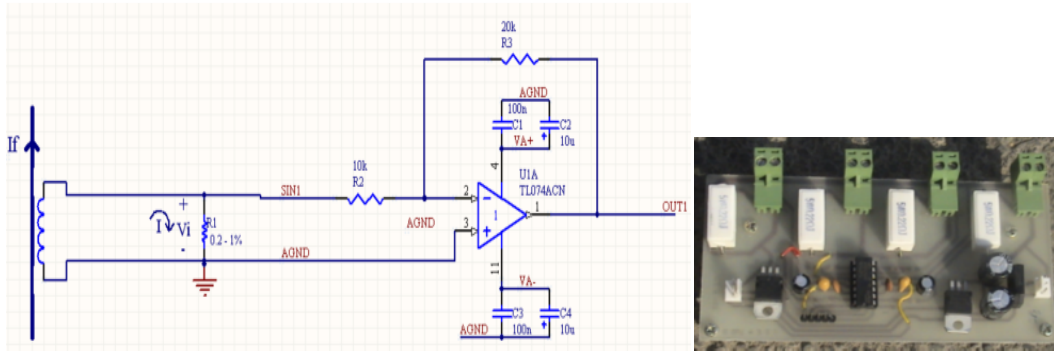 20k
R3
AGND
100n
C1
C2
VA+
10u
If
10k
R2
4
U1A
TL074ACN
SIN1
2
-
1
1
OUT1
+
I
Vi
-
R1
0.2 - 1%
AGND
3
+
AGND
11
VA-
C3
C4
AGND
100n
10u